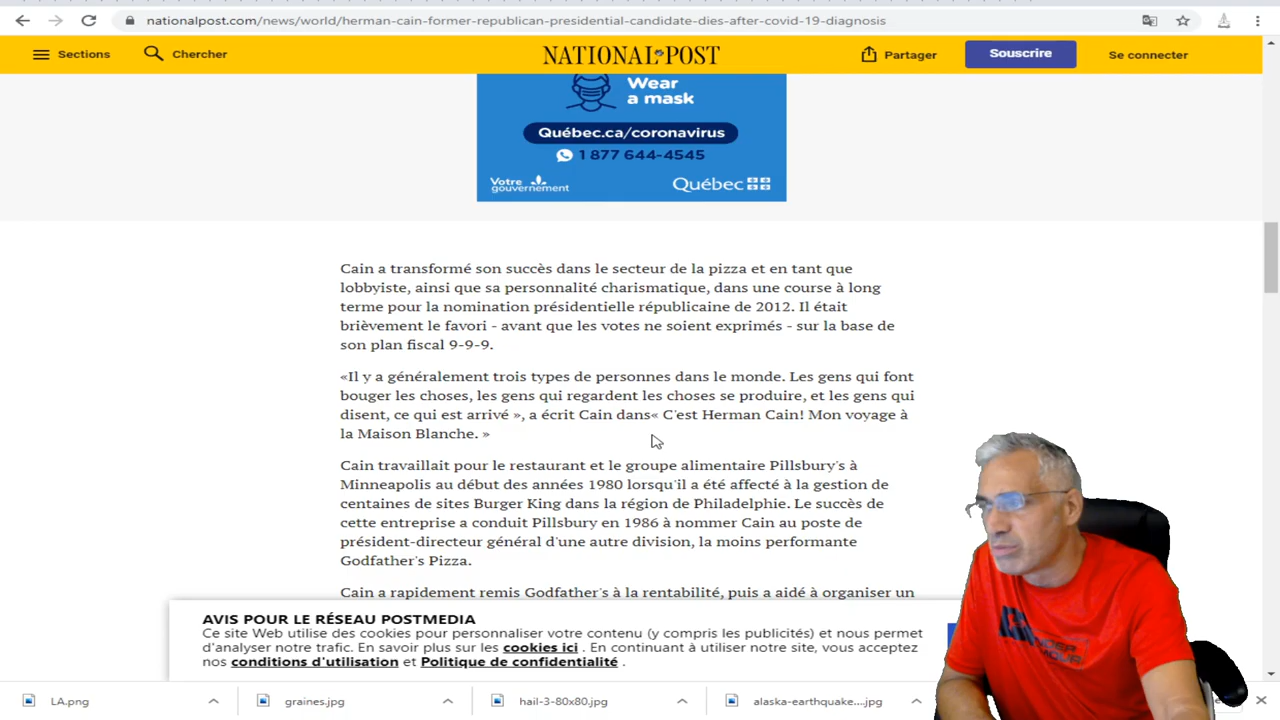 nationalpost.com/news/world/herman-cain-former-republican-presidential-candidate-dies-after-covid-19-diagnosis
Sections
Chercher
NATIONAL POST
Partager
Souscrire
Se connecter
Wear
a mask
Québec.ca/coronavirus
1 877 644-4545
Votre
gouvernement
Québec
Cain a transformé son succès dans le secteur de la pizza et en tant que
lobbyiste, ainsi que sa personnalité charismatique, dans une course à long
terme pour la nomination présidentielle républicaine de 2012. Il était
brièvement le favori - avant que les votes ne soient exprimés - sur la base de
son plan fiscal 9-9-9.
«Il y a généralement trois types de personnes dans le monde. Les gens qui font
bouger les choses, les gens qui regardent les choses se produire, et les gens qui
disent, ce qui est arrivé », a écrit Cain dans« C'est Herman Cain! Mon voyage à
la Maison Blanche. »
Cain travaillait pour le restaurant et le groupe alimentaire Pillsbury's à
Minneapolis au début des années 1980 lorsqu'il a été affecté à la gestion de
centaines de sites Burger King dans la région de Philadelphie. Le succès de
cette entreprise a conduit Pillsbury en 1986 à nommer Cain au poste de
président-directeur général d'une autre division, la moins performante
Godfather's Pizza.
Cain a rapidement remis Godfather's à la rentabilité, puis a aidé à organiser un
AVIS POUR LE RÉSEAU POSTMEDIA
Ce site Web utilise des cookies pour personnaliser votre contenu (y compris les publicités) et nous permet
d'analyser notre trafic. En savoir plus sur les cookies ici . En continuant à utiliser notre site, vous acceptez
nos conditions d'utilisation et Politique de confidentialité .
LA.png
graines.jpg
hail-3-80x80.jpg
alaska-earthquake....jpg